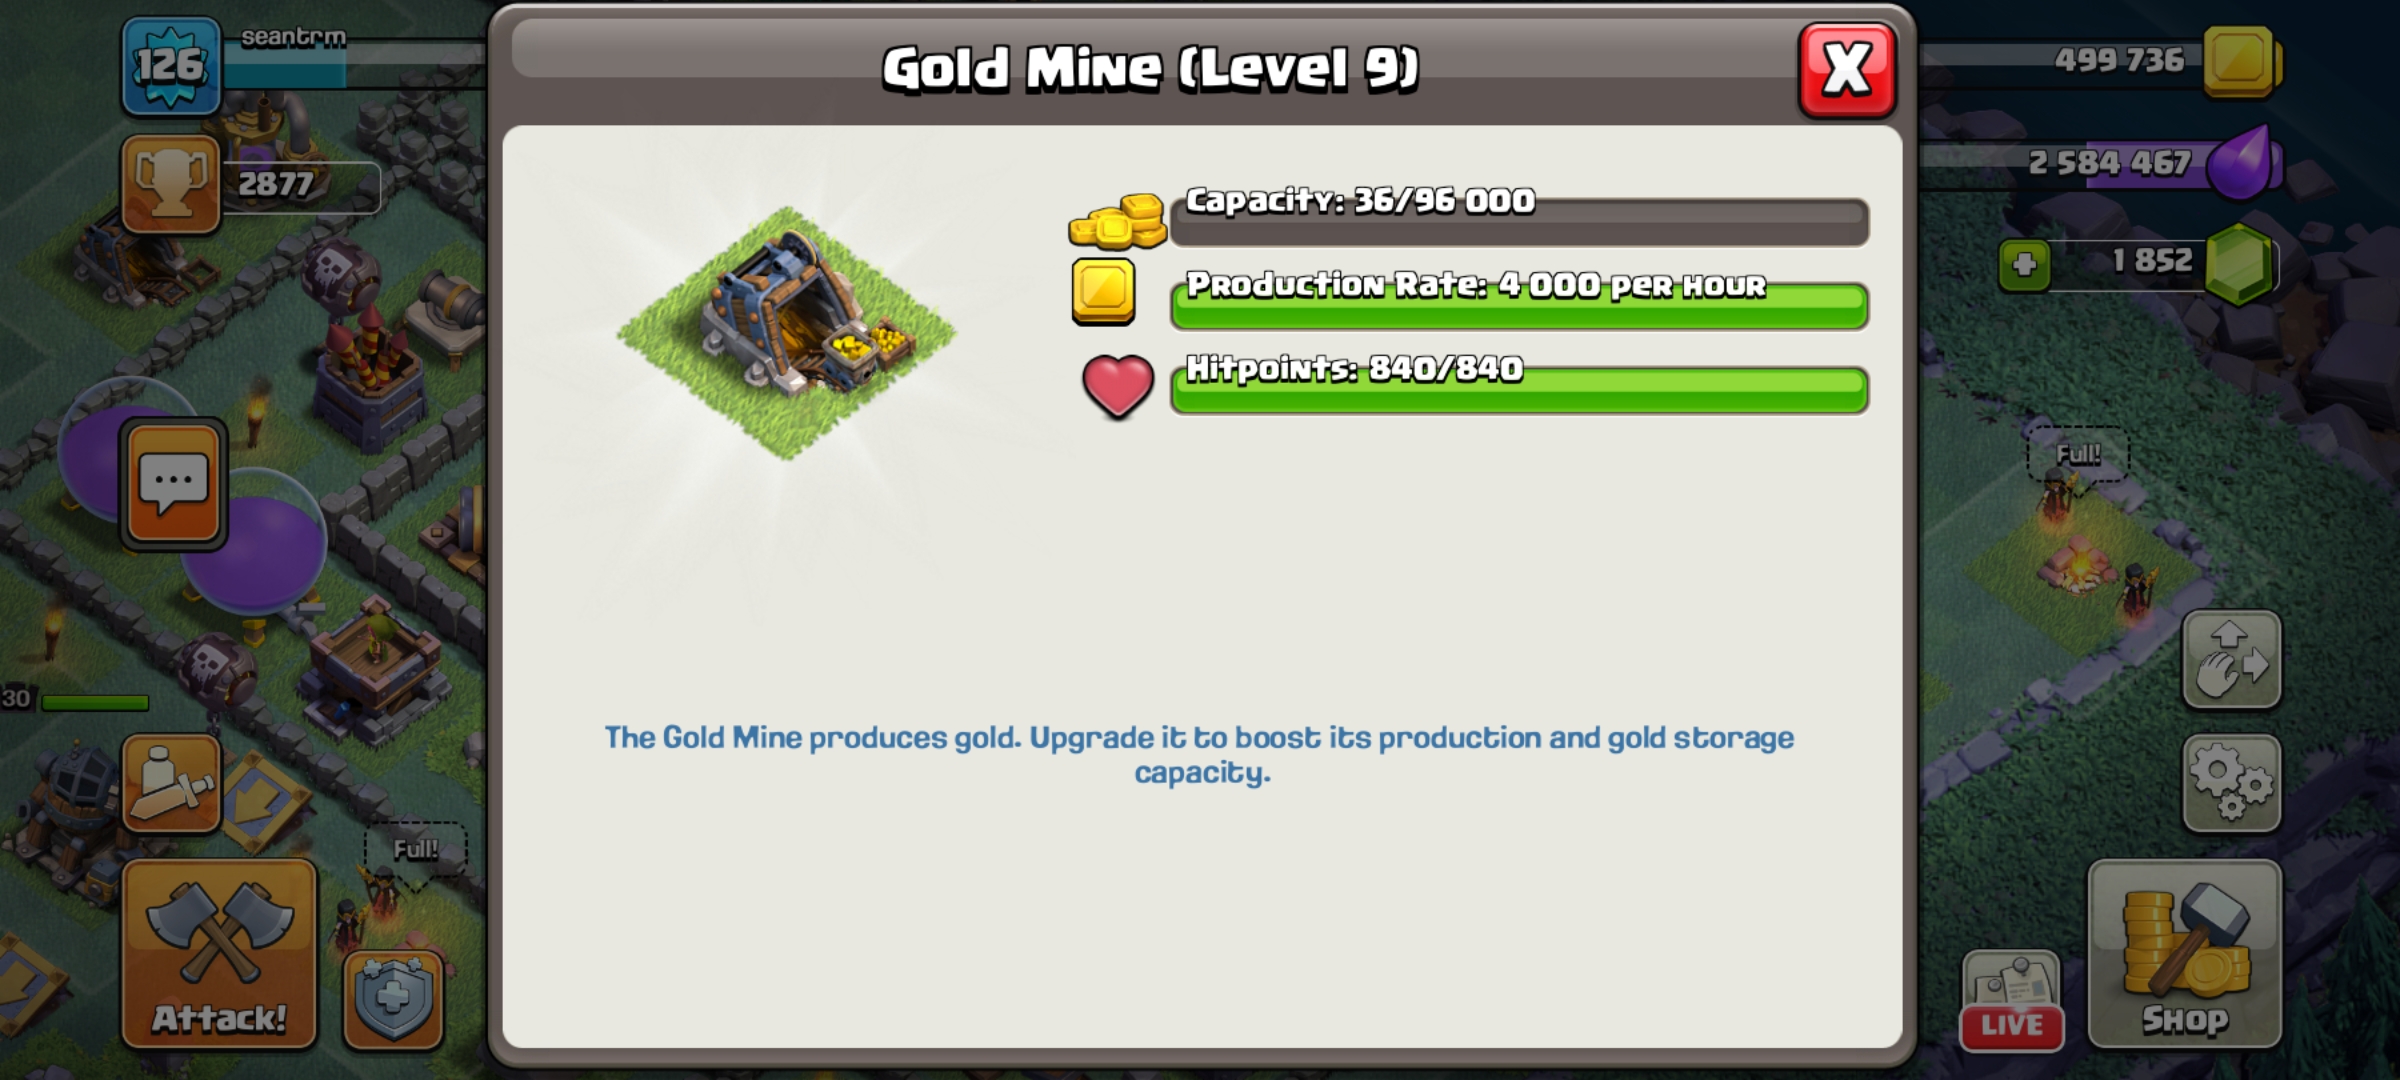 126
seantrm
2877
Gold Mine (Level 9)
X
499 736
2 584 467
1 852
Capacity: 36/96 000
Production Rate: 4 000 per hour
Hitpoints: 840/840
Full!
30
The Gold Mine produces gold. Upgrade it to boost its production and gold storage
capacity.
Full!
Attack!
LIVE
Shop